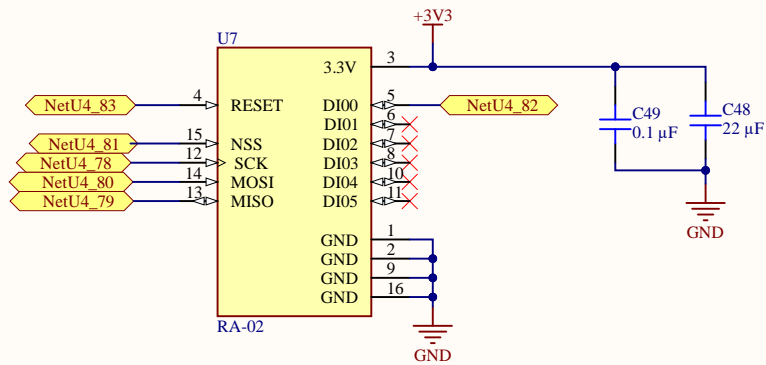 +3V3
U7
3.3V 3
NetU4_83 4 RESET DI00 5 NetU4_82
DI01 6
NetU4_81 15 NSS DI02 7
NetU4_78 12 SCK DI03 8
NetU4_80 14 MOSI DI04 10
NetU4_79 13 MISO DI05 11
C49
0.1 µF
C48
22 µF
GND
GND 1
GND 2
GND 9
GND 16
RA-02
GND